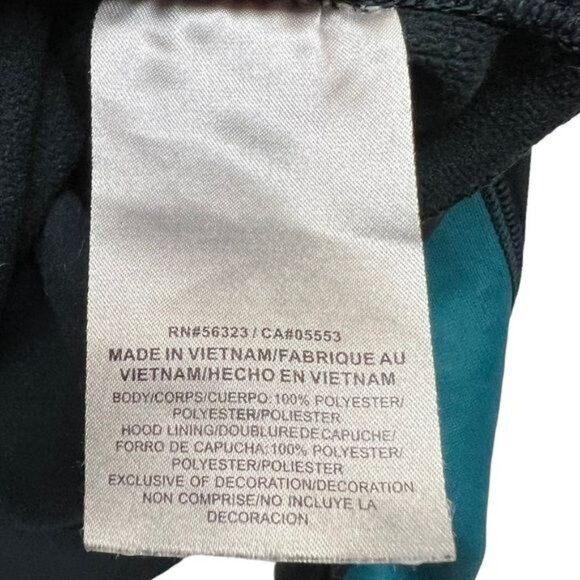 RN#56323 / CA#05553
MADE IN VIETNAM/FABRIQUE AU
VIETNAM/HECHO EN VIETNAM
BODY/CORPS/CUERPO:100% POLYESTER/
POLYESTER/POLIESTER
HOOD LINING/DOUBLURE DE CAPUCHE/
FORRO DE CAPUCHA:100% POLYESTER/
POLYESTER/POLIESTER
EXCLUSIVE OF DECORATION/DECORATION
NON COMPRISE/NO INCLUYE LA
DECORACION